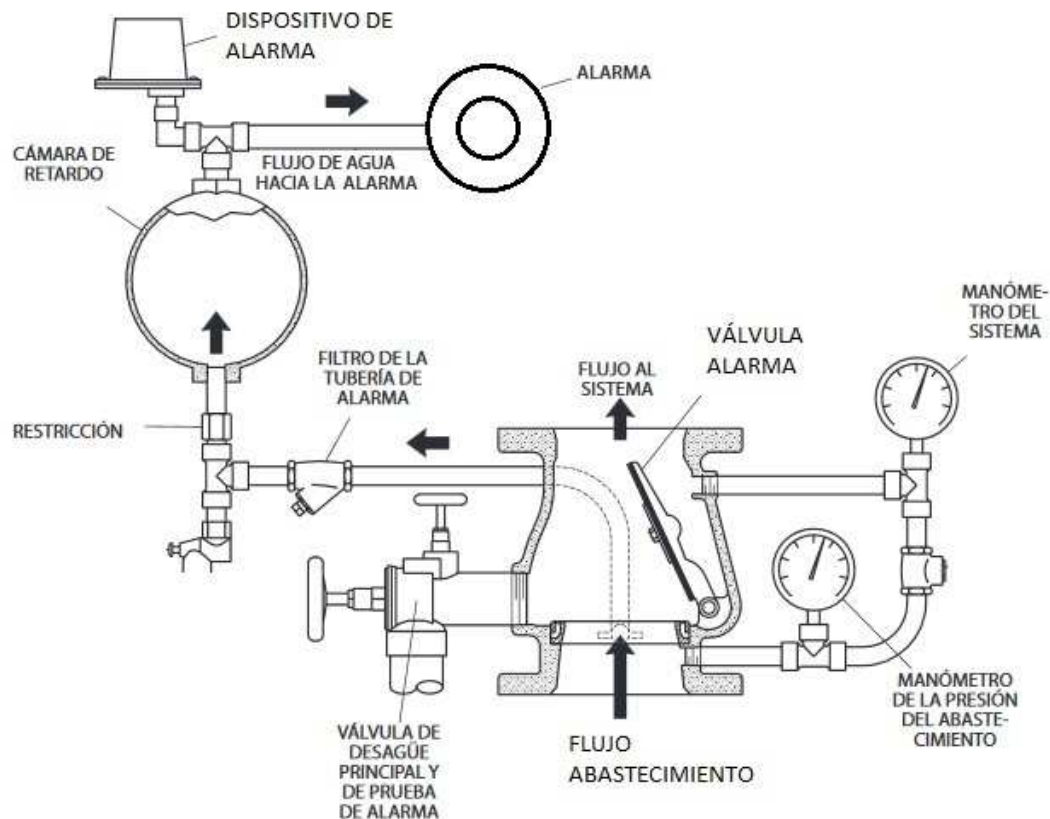 DISPOSITIVO DE
ALARMA
ALARMA
CÁMARA DE
RETARDO
FLUJO DE AGUA
HACIA LA ALARMA
MANÓME-
TRO DEL
SISTEMA
VÁLVULA
ALARMA
FILTRO DE LA
TUBERÍA DE
ALARMA
FLUJO AL
SISTEMA
RESTRICCIÓN
MANÓMETRO
DE LA PRESIÓN
DEL ABASTE-
CIMIENTO
VÁLVULA DE
DESAGÜE
PRINCIPAL Y
DE PRUEBA
DE ALARMA
FLUJO
ABASTECIMIENTO